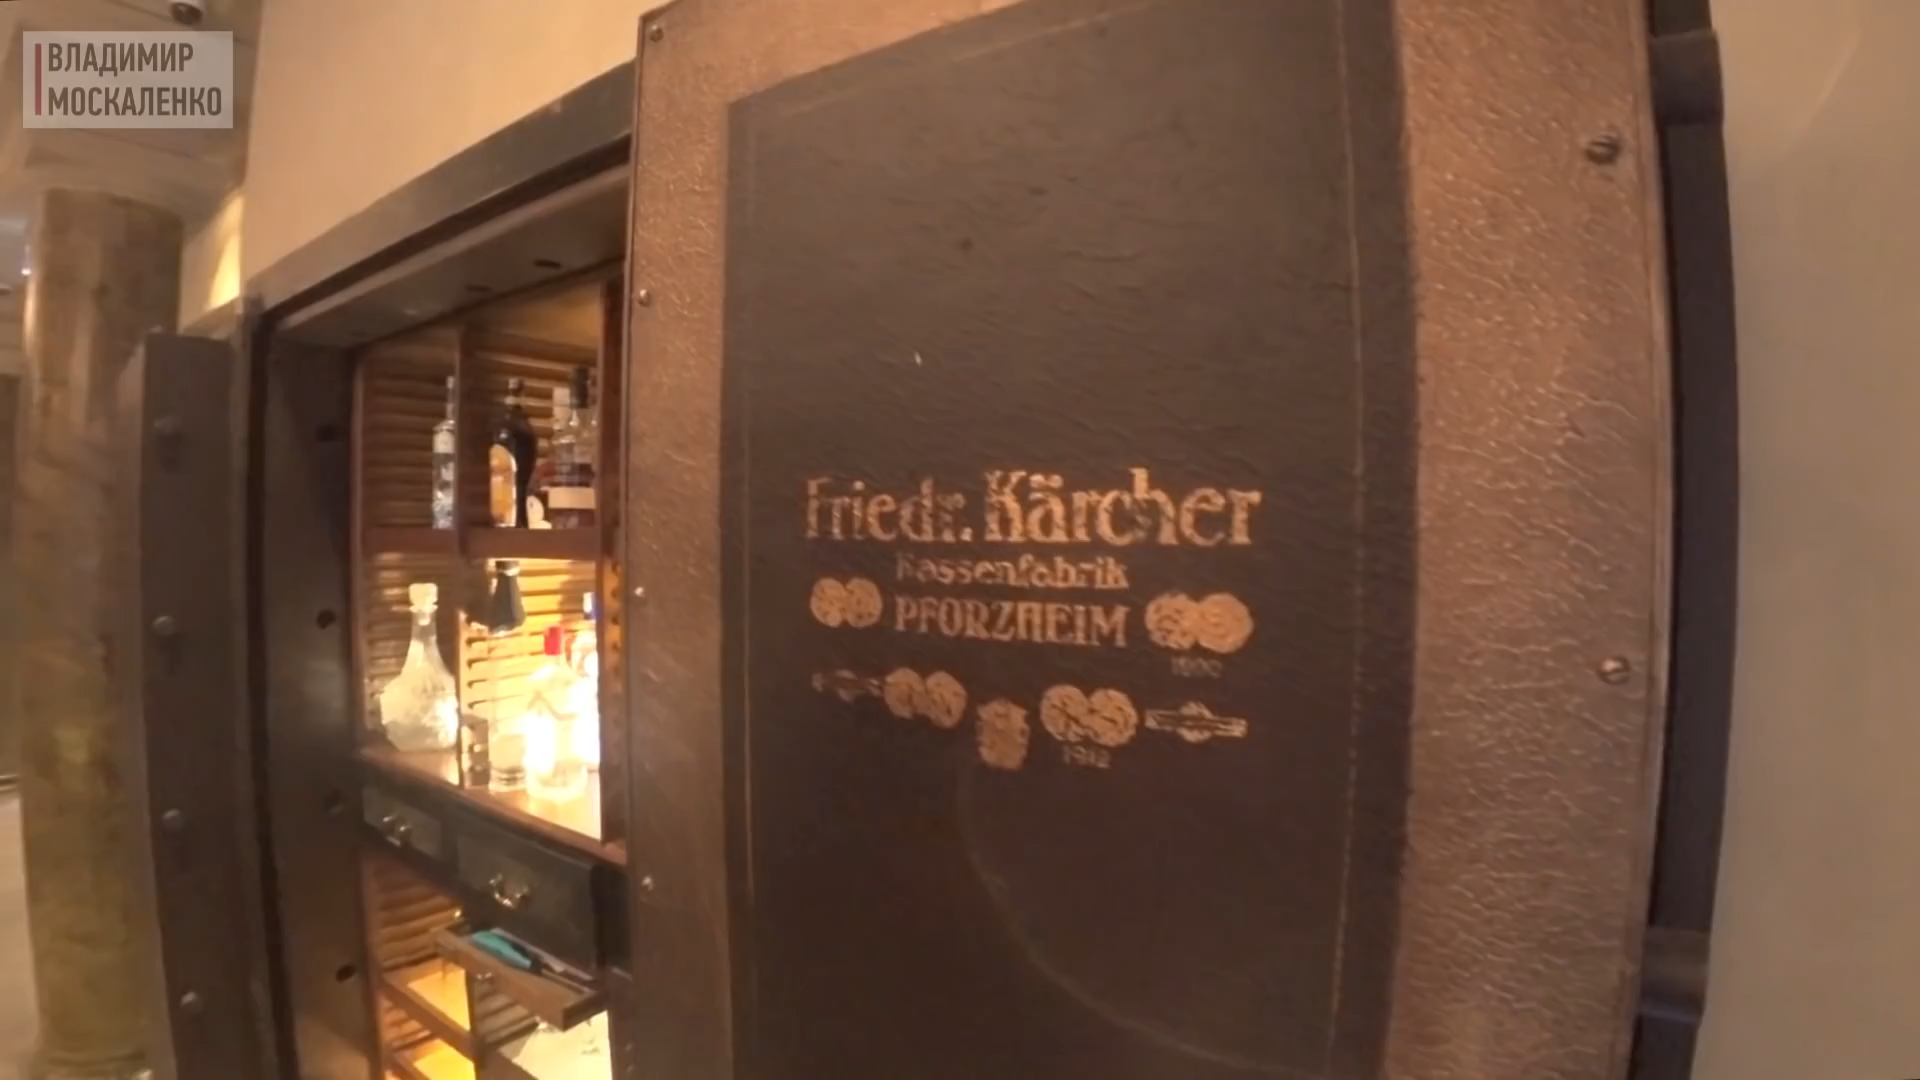 ВЛАДИМИР
МОСКАЛЕНКО
Friedr. Kärcher
Kassenfabrik
PFORZHEIM
1912